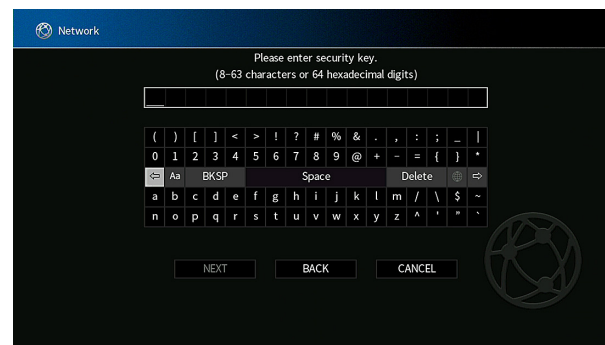 Network
Please enter security key.
(8-63 characters or 64 hexadecimal digits)
( ) [ ] < > ! ? # % & . , : ; _ |
0 1 2 3 4 5 6 7 8 9 @ + - = { } *
⇦ Aa BKSP Space Delete ⇨
a b c d e f g h i j k l m / \ $ ~
n o p q r s t u v w x y z ^ ' " `
NEXT BACK CANCEL